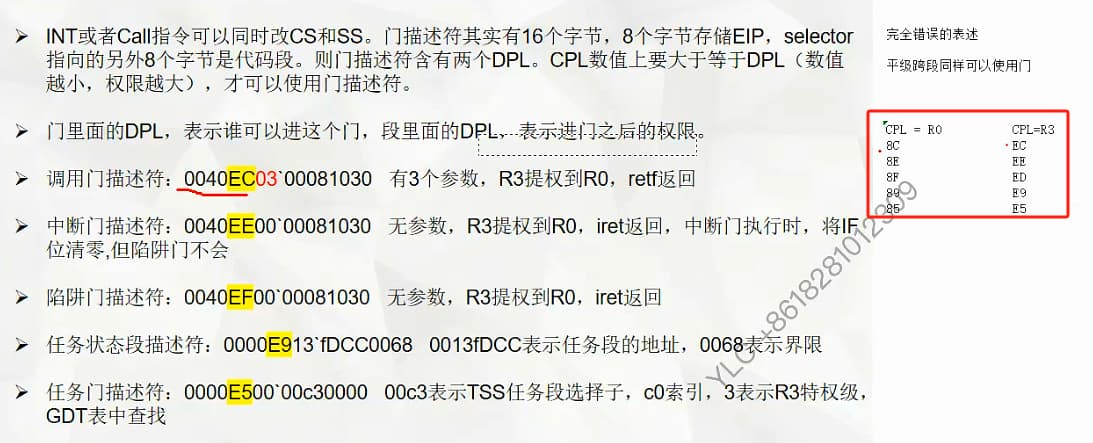 INT或者Call指令可以同时改CS和SS。门描述符其实有16个字节，8个字节存储EIP，selector
指向的另外8个字节是代码段。则门描述符含有两个DPL。CPL数值上要大于等于DPL（数值
越小，权限越大），才可以使用门描述符。
门里面的DPL，表示谁可以进这个门，段里面的DPL，表示进门之后的权限。
调用门描述符：0040EC03`00081030 有3个参数，R3提权到R0，retf返回
中断门描述符：0040EE00`00081030 无参数，R3提权到R0，iret返回，中断门执行时，将IF
位清零,但陷阱门不会
陷阱门描述符：0040EF00`00081030 无参数，R3提权到R0，iret返回
任务状态段描述符：0000E913`fDCC0068 0013fDCC表示任务段的地址，0068表示界限
任务门描述符：0000E500`00c30000 00c3表示TSS任务段选择子，c0索引，3表示R3特权级，
GDT表中查找
完全错误的表述
平级跨段同样可以使用门
CPL = R0 CPL=R3
8C EC
8E EE
8F ED
89 E9
85 E5
YLC +8618281012309